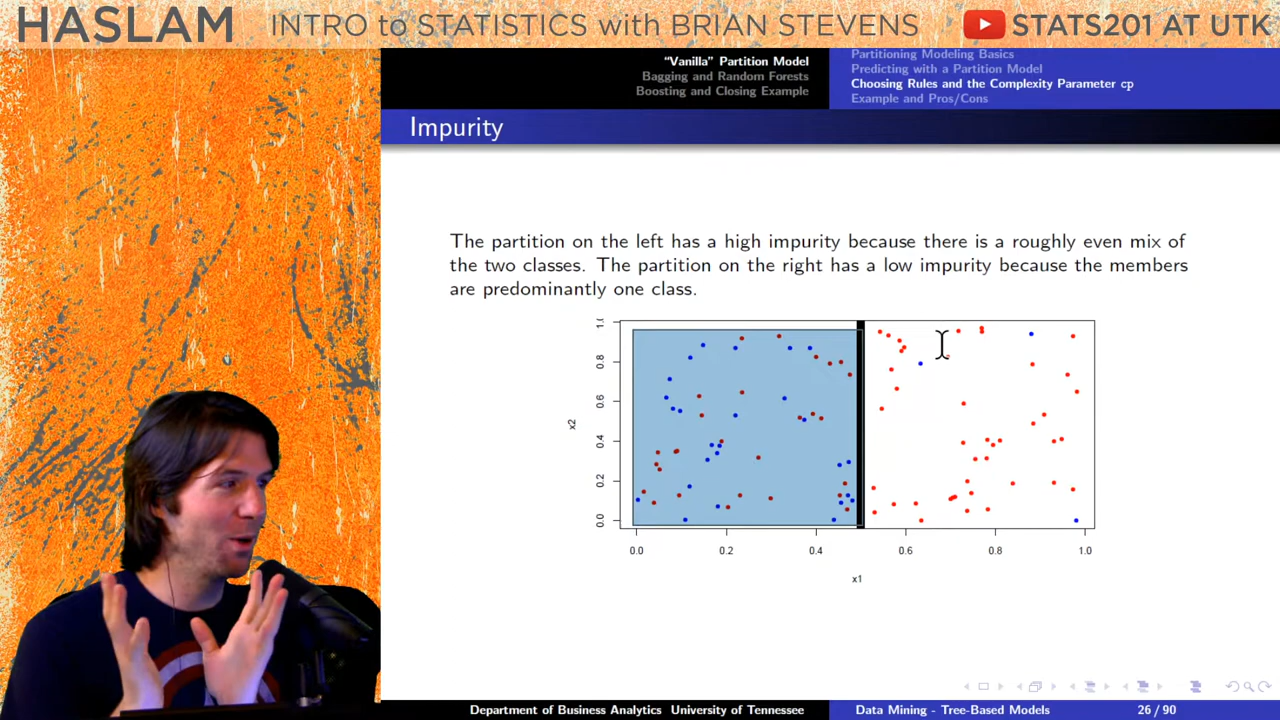 HASLAM INTRO to STATISTICS with BRIAN STEVENS STATS201 AT UTK
"Vanilla" Partition Model
Bagging and Random Forests
Boosting and Closing Example
Partitioning Modeling Basics
Predicting with a Partition Model
Choosing Rules and the Complexity Parameter cp
Example and Pros/Cons
Impurity
The partition on the left has a high impurity because there is a roughly even mix of
the two classes. The partition on the right has a low impurity because the members
are predominantly one class.
x2
1.0
0.8
0.6
0.4
0.2
0.0
0.0 0.2 0.4 0.6 0.8 1.0
x1
Department of Business Analytics University of Tennessee
Data Mining - Tree-Based Models
26 / 90